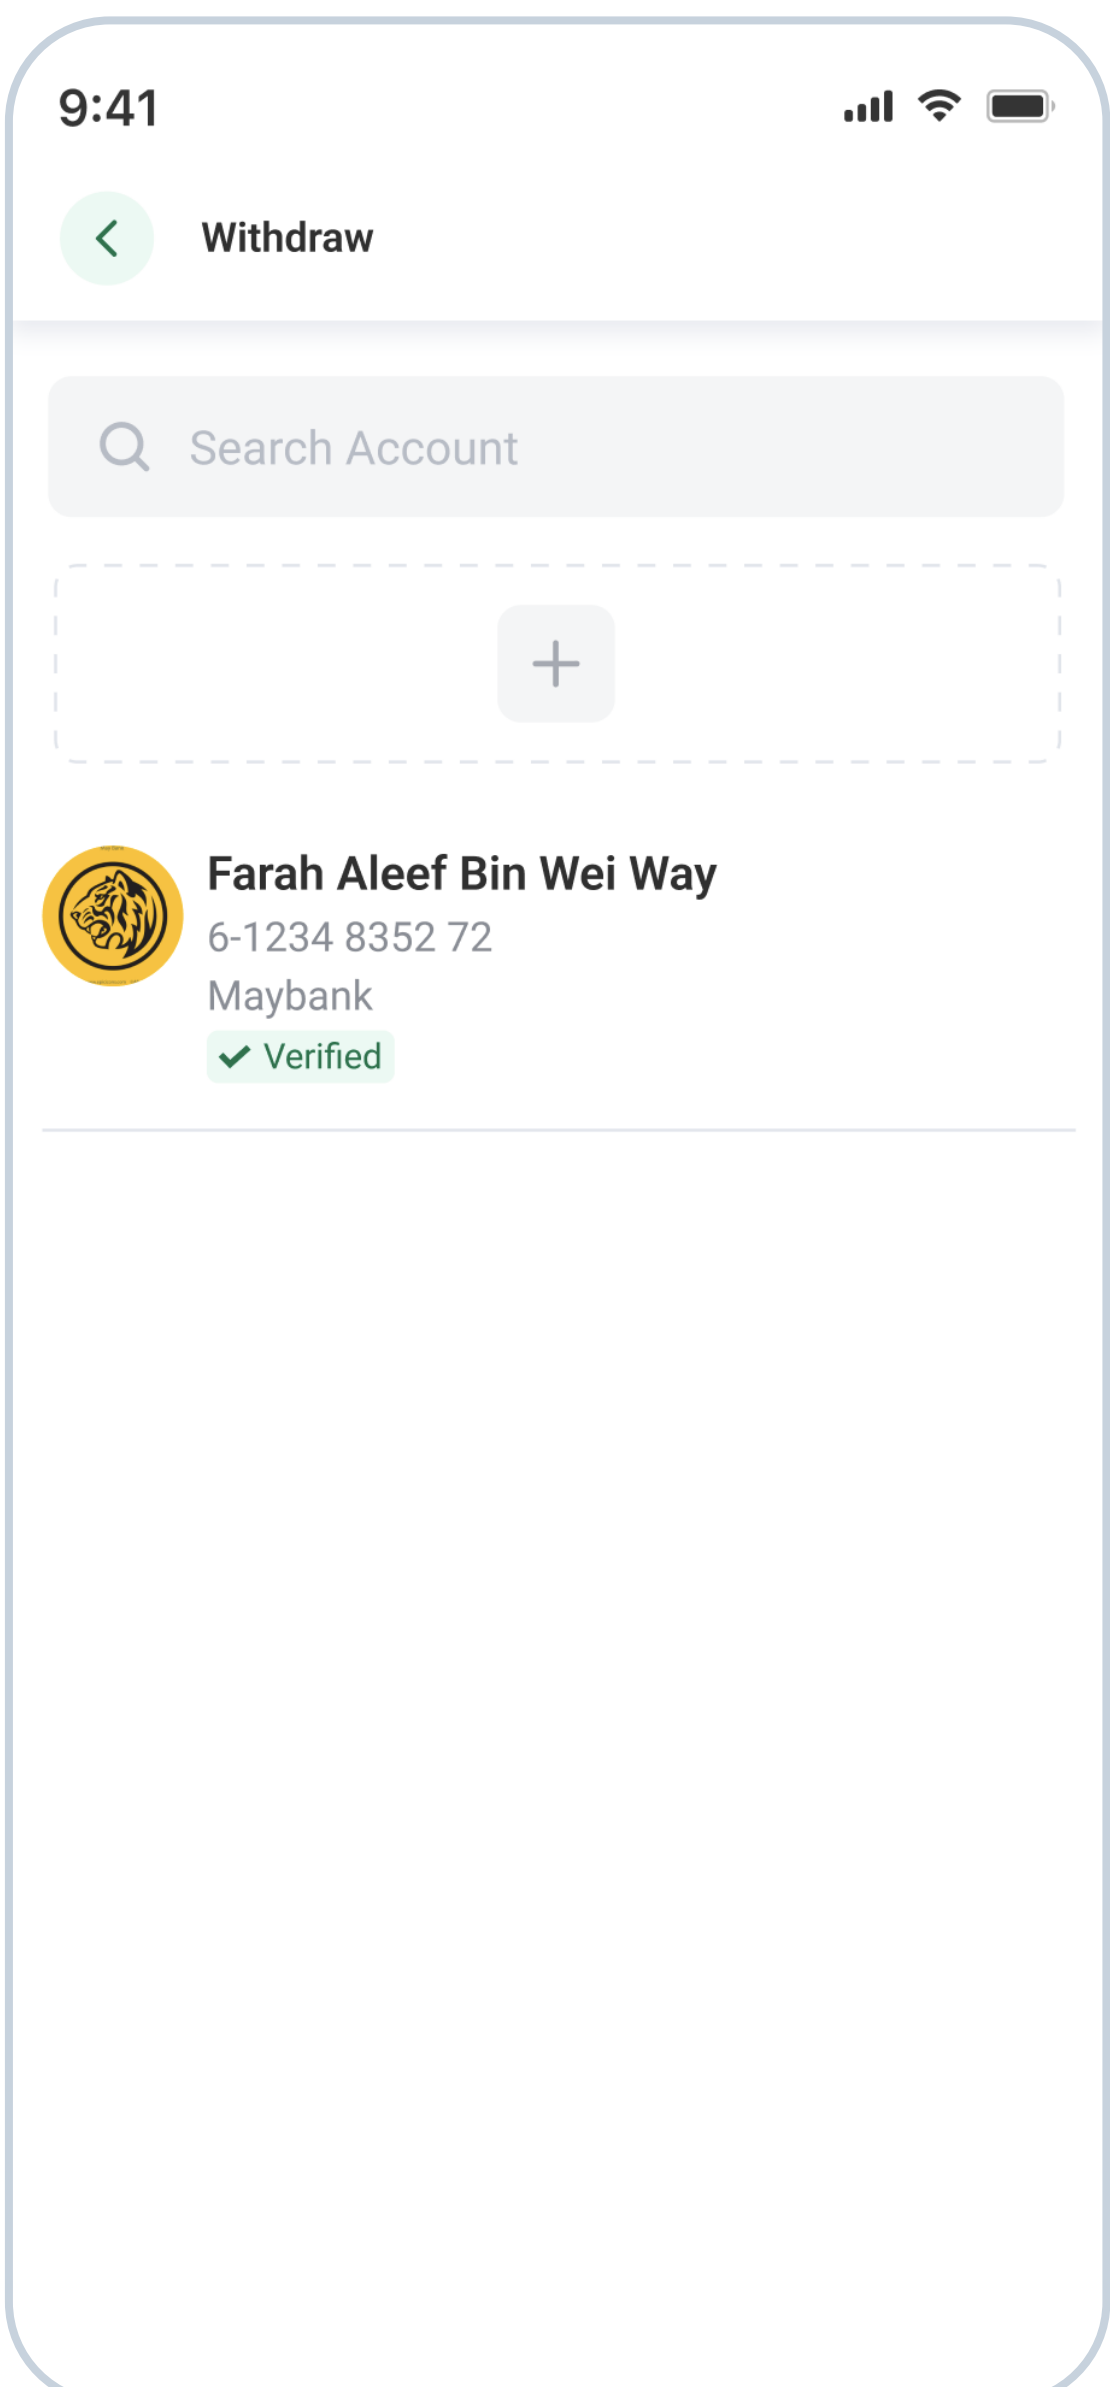 9:41
Withdraw
Search Account
Farah Aleef Bin Wei Way
6-1234 8352 72
Maybank
Verified